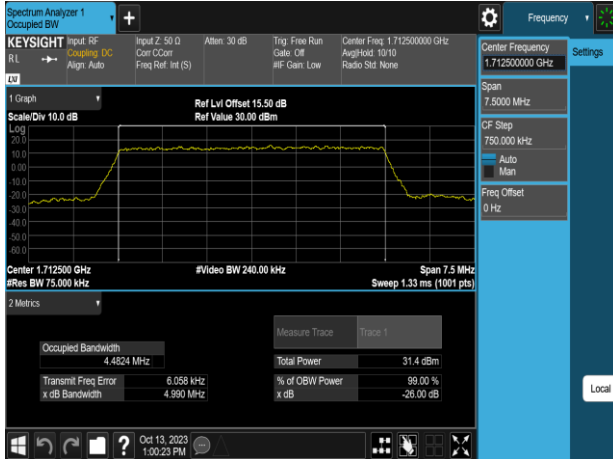 Spectrum Analyzer 1
Occupied BW
+
Frequency
KEYSIGHT
RL
LXI
Input: RF
Coupling: DC
Align: Auto
Input Z: 50 Ω
Corr CCorr
Freq Ref: Int (S)
Atten: 30 dB
Trig: Free Run
Gate: Off
#IF Gain: Low
Center Freq: 1.712500000 GHz
Avg|Hold: 10/10
Radio Std: None
Center Frequency
1.712500000 GHz
Settings
Span
7.5000 MHz
CF Step
750.000 kHz
Auto
Man
Freq Offset
0 Hz
Local
1 Graph
Scale/Div 10.0 dB
Ref Lvl Offset 15.50 dB
Ref Value 30.00 dBm
Log
20.0
10.0
0.00
-10.0
-20.0
-30.0
-40.0
-50.0
-60.0
Center 1.712500 GHz
#Res BW 75.000 kHz
#Video BW 240.00 kHz
Span 7.5 MHz
Sweep 1.33 ms (1001 pts)
2 Metrics
Measure Trace Trace 1
Occupied Bandwidth
4.4824 MHz
Total Power 31.4 dBm
Transmit Freq Error 6.058 kHz
% of OBW Power 99.00 %
x dB Bandwidth 4.990 MHz
x dB -26.00 dB
?
Oct 13, 2023
1:00:23 PM